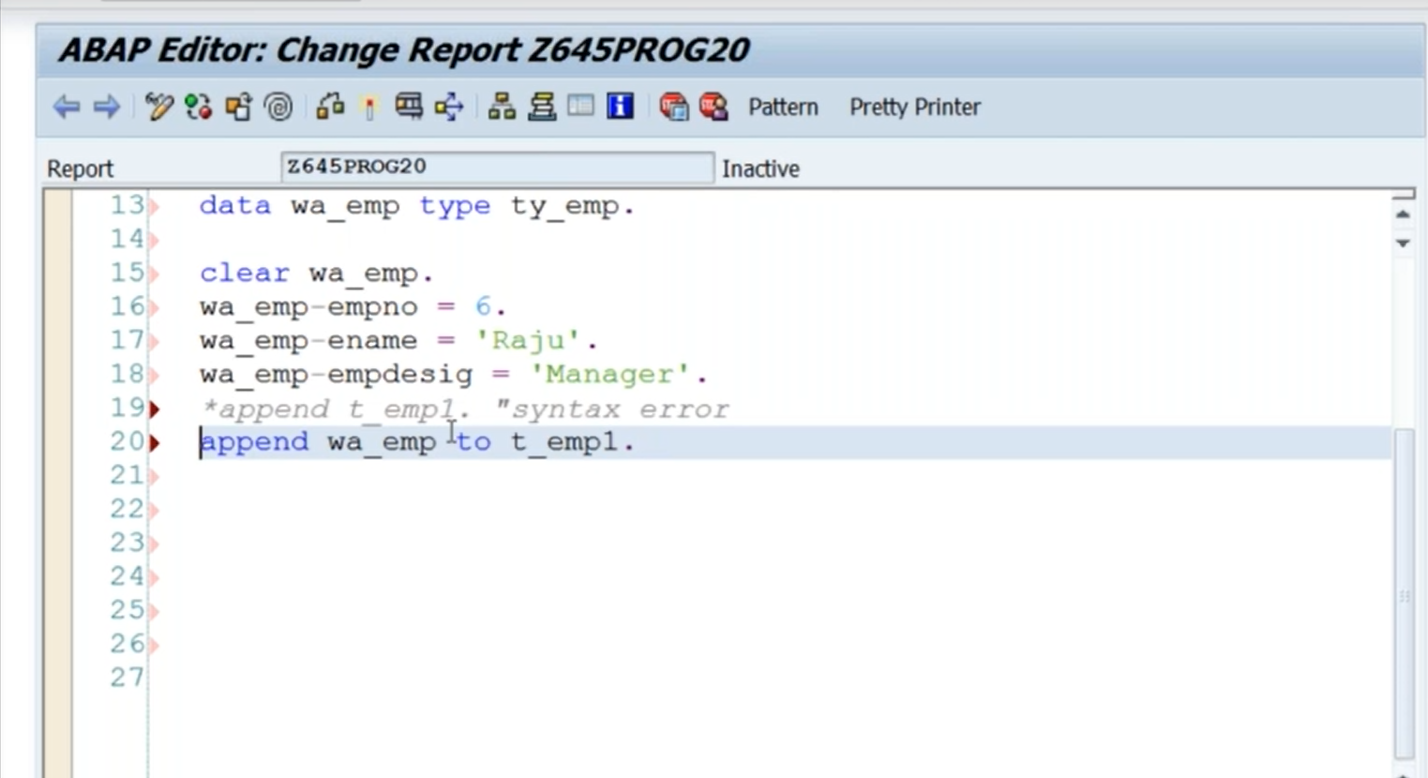 ABAP Editor: Change Report Z645PROG20
Pattern Pretty Printer
Report Z645PROG20 Inactive
13 data wa_emp type ty_emp.
14
15 clear wa_emp.
16 wa_emp-empno = 6.
17 wa_emp-ename = 'Raju'.
18 wa_emp-empdesig = 'Manager'.
19 *append t_emp1. "syntax error
20 append wa_emp to t_emp1.
21
22
23
24
25
26
27